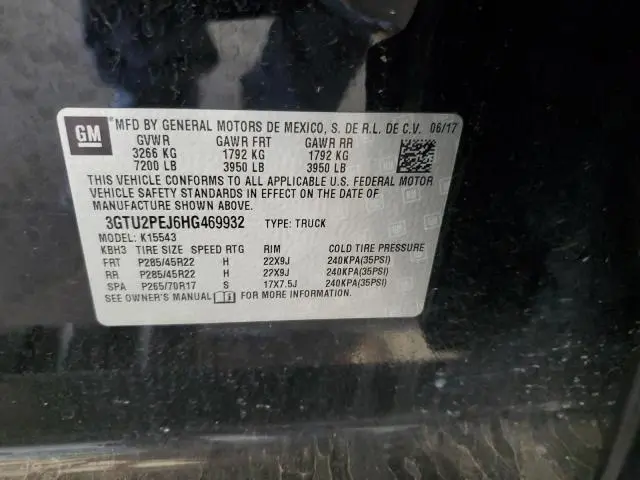 GM
*MFD BY GENERAL MOTORS DE MEXICO, S. DE R.L. DE C.V. 06/17
GVWR GAWR FRT GAWR RR
3266 KG 1792 KG 1792 KG
7200 LB 3950 LB 3950 LB
THIS VEHICLE CONFORMS TO ALL APPLICABLE U.S. FEDERAL MOTOR
VEHICLE SAFETY STANDARDS IN EFFECT ON THE DATE OF
MANUFACTURE SHOWN ABOVE.
3GTU2PEJ6HG469932 TYPE: TRUCK
MODEL: K15543
KBH3 TIRE SIZE SPEED RTG RIM COLD TIRE PRESSURE
FRT P285/45R22 H 22X9J 240KPA(35PSI)
RR P285/45R22 H 22X9J 240KPA(35PSI)
SPA P265/70R17 S 17X7.5J 240KPA(35PSI)
SEE OWNER'S MANUAL FOR MORE INFORMATION